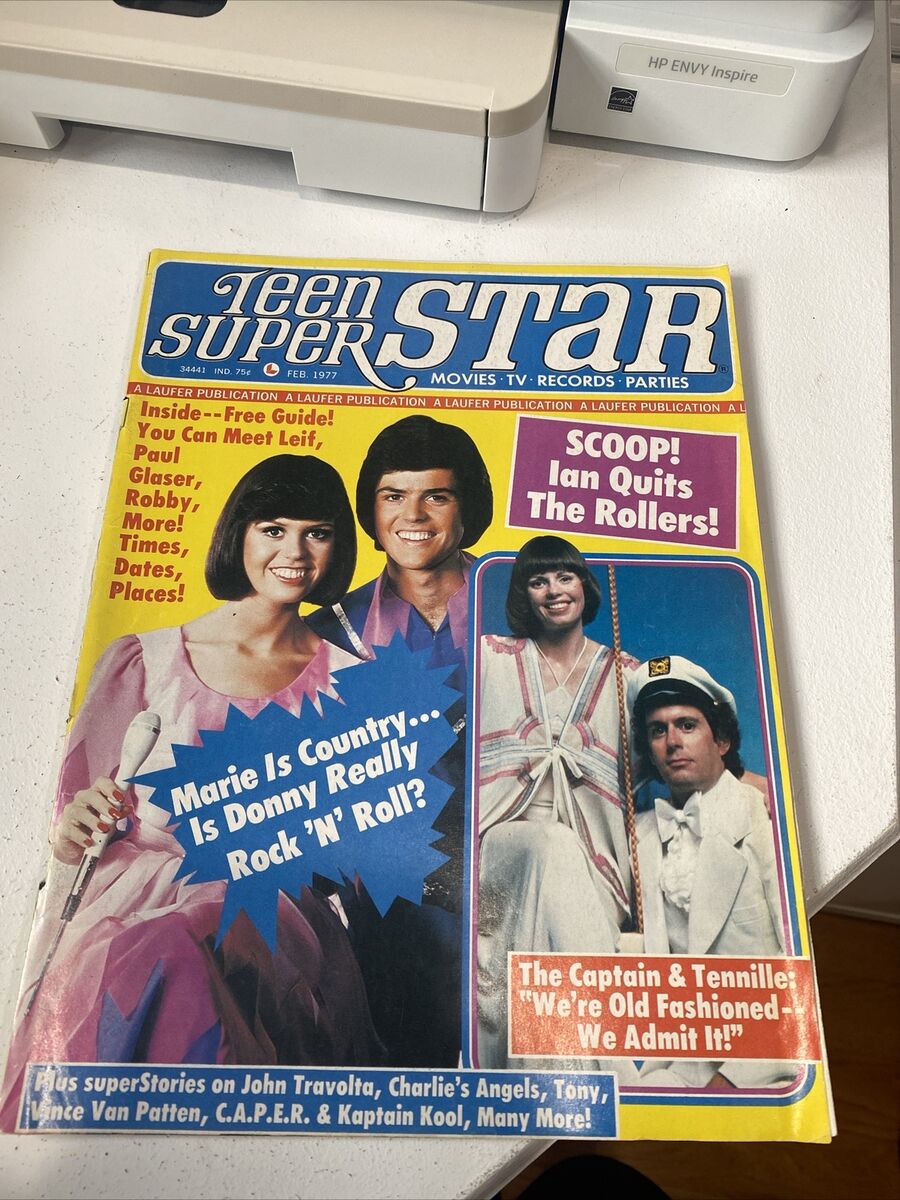 HP ENVY Inspire
Teen
SUPER STaR
34441 IND. 75¢ L FEB. 1977
MOVIES · TV · RECORDS · PARTIES
A LAUFER PUBLICATION A LAUFER PUBLICATION A LAUFER PUBLICATION A LAUFER PUBLICATION A L
Inside--Free Guide!
You Can Meet Leif,
Paul
Glaser,
Robby,
More!
Times,
Dates,
Places!
SCOOP!
Ian Quits
The Rollers!
Marie Is Country...
Is Donny Really
Rock 'N' Roll?
The Captain & Tennille:
"We're Old Fashioned--
We Admit It!"
Plus superStories on John Travolta, Charlie's Angels, Tony,
Vince Van Patten, C.A.P.E.R. & Kaptain Kool, Many More!